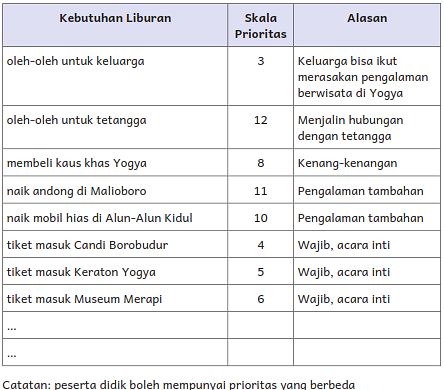 Kebutuhan Liburan Skala Prioritas Alasan
oleh-oleh untuk keluarga 3 Keluarga bisa ikut merasakan pengalaman berwisata di Yogya
oleh-oleh untuk tetangga 12 Menjalin hubungan dengan tetangga
membeli kaus khas Yogya 8 Kenang-kenangan
naik andong di Malioboro 11 Pengalaman tambahan
naik mobil hias di Alun-Alun Kidul 10 Pengalaman tambahan
tiket masuk Candi Borobudur 4 Wajib, acara inti
tiket masuk Keraton Yogya 5 Wajib, acara inti
tiket masuk Museum Merapi 6 Wajib, acara inti
...
...
Catatan: peserta didik boleh mempunyai prioritas yang berbeda